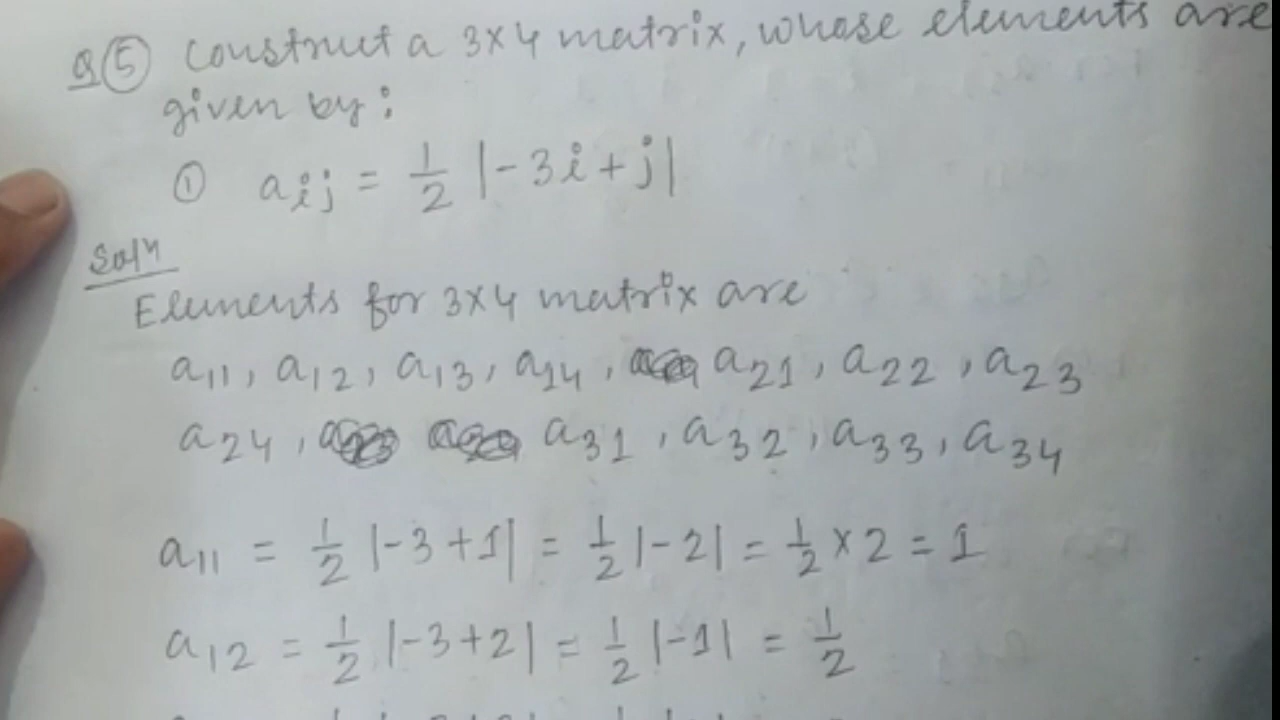 Q⑤ Construct a 3×4 matrix, whose elements are
given by:
① aij = 1/2 |-3i+j|
Solⁿ
Elements for 3×4 matrix are
a11, a12, a13, a14, a21, a22, a23
a24, a31, a32, a33, a34
a11 = 1/2 |-3+1| = 1/2 |-2| = 1/2 × 2 = 1
a12 = 1/2 |-3+2| = 1/2 |-1| = 1/2